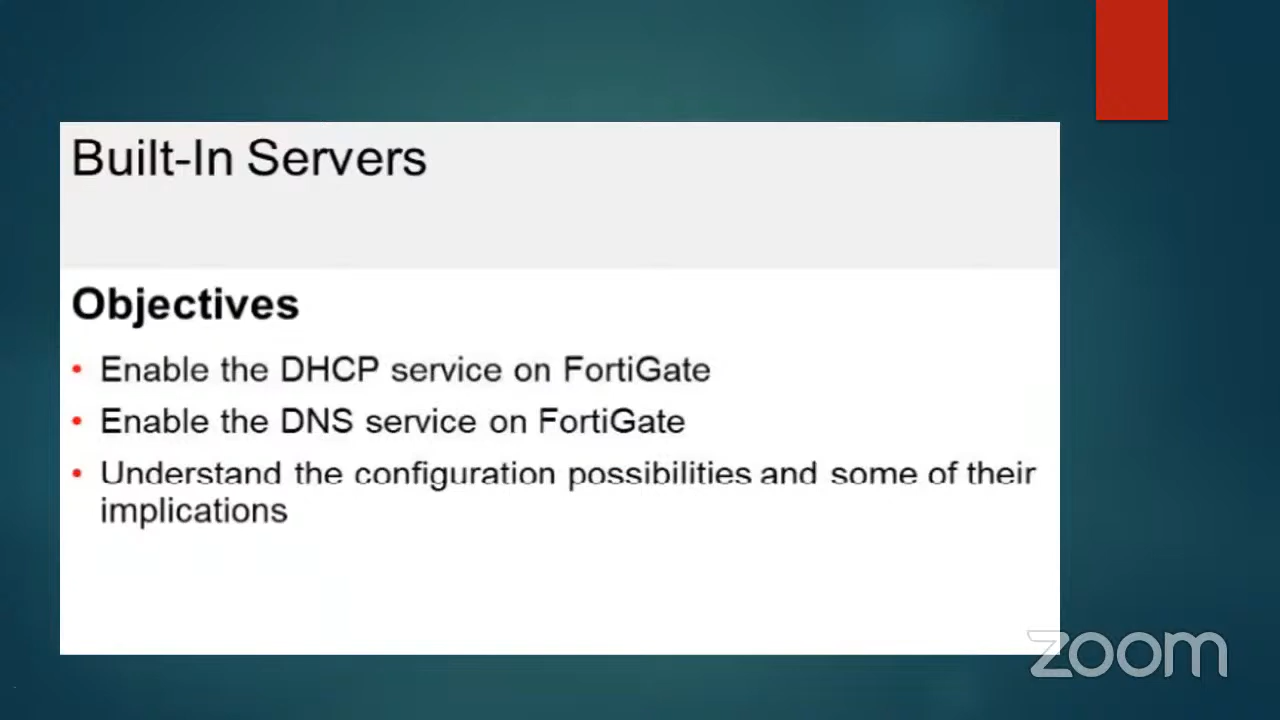 Built-In Servers
Objectives
• Enable the DHCP service on FortiGate
• Enable the DNS service on FortiGate
• Understand the configuration possibilities and some of their
implications
zoom